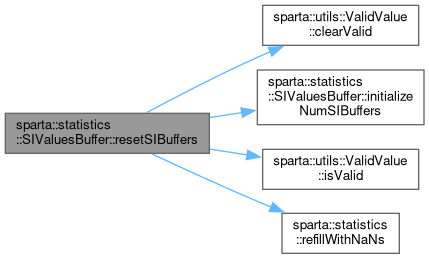 sparta::statistics
::SIValuesBuffer::resetSIBuffers
sparta::utils::ValidValue
::clearValid
sparta::statistics
::SIValuesBuffer::initialize
NumSIBuffers
sparta::utils::ValidValue
::isValid
sparta::statistics
::refillWithNaNs